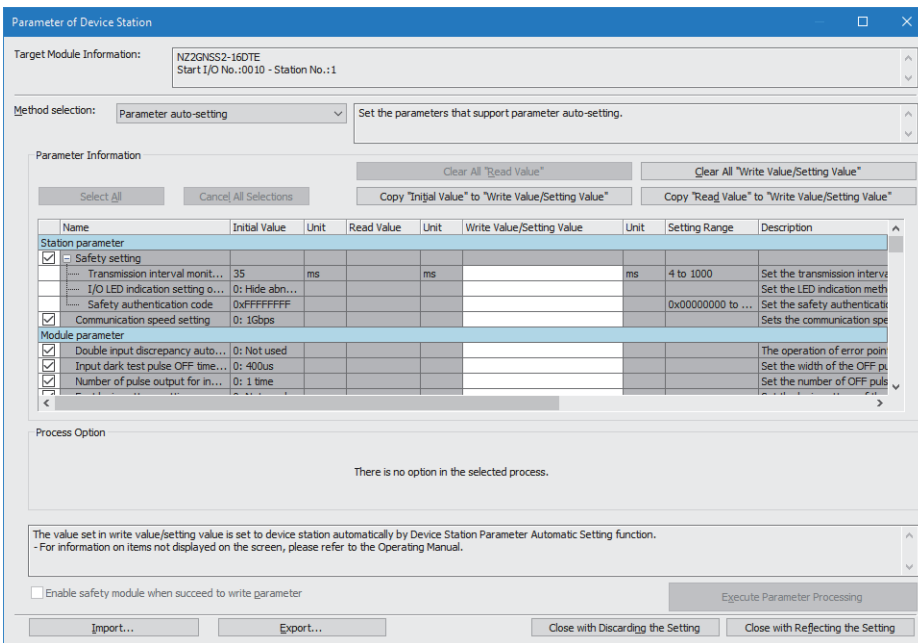 Parameter of Device Station
Target Module Information:
NZ2GNSS2-16DTE
Start I/O No.:0010 - Station No.:1
Method selection:
Parameter auto-setting
Set the parameters that support parameter auto-setting.
Parameter Information
Clear All "Read Value"
Clear All "Write Value/Setting Value"
Select All
Cancel All Selections
Copy "Initial Value" to "Write Value/Setting Value"
Copy "Read Value" to "Write Value/Setting Value"
Name Initial Value Unit Read Value Unit Write Value/Setting Value Unit Setting Range Description
Station parameter
Safety setting
Transmission interval monit... 35 ms ms ms 4 to 1000 Set the transmission interva
I/O LED indication setting o... 0: Hide abn... Set the LED indication meth
Safety authentication code 0xFFFFFFFF 0x00000000 to ... Set the safety authenticatio
Communication speed setting 0: 1Gbps Sets the communication spe
Module parameter
Double input discrepancy auto... 0: Not used The operation of error poin
Input dark test pulse OFF time... 0: 400us Set the width of the OFF pu
Number of pulse output for in... 0: 1 time Set the number of OFF puls
Process Option
There is no option in the selected process.
The value set in write value/setting value is set to device station automatically by Device Station Parameter Automatic Setting function.
- For information on items not displayed on the screen, please refer to the Operating Manual.
Enable safety module when succeed to write parameter
Execute Parameter Processing
Import...
Export...
Close with Discarding the Setting
Close with Reflecting the Setting